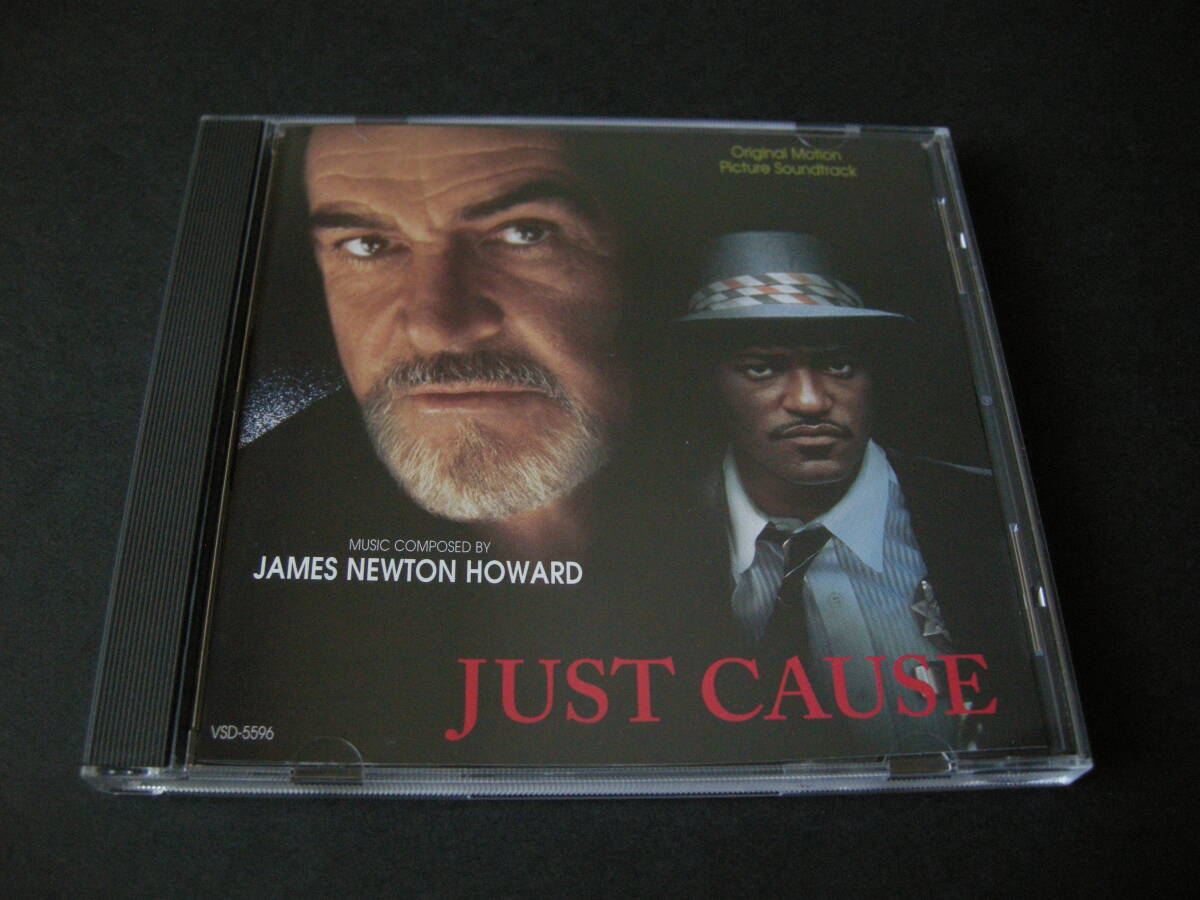 Original Motion
Picture Soundtrack
MUSIC COMPOSED BY
JAMES NEWTON HOWARD
JUST CAUSE
VSD-5596